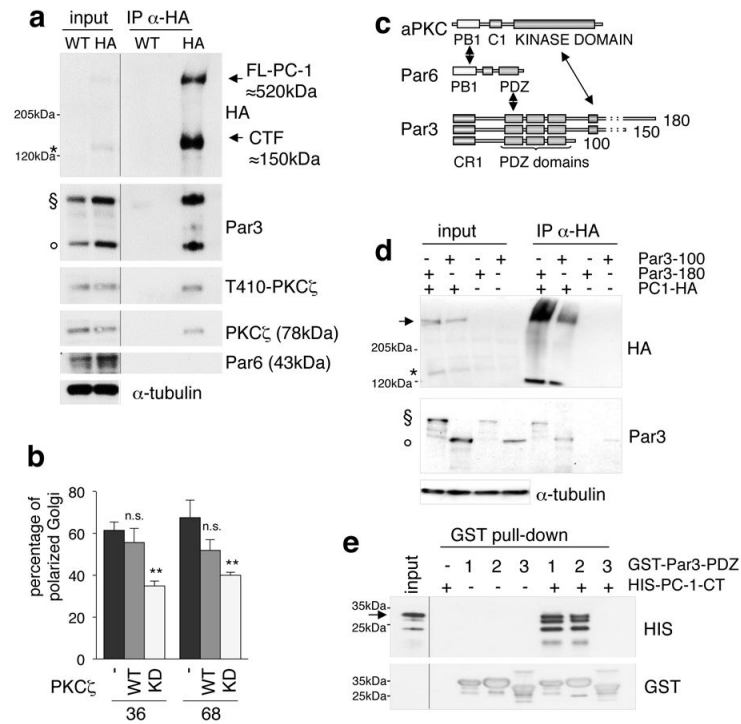 a
input IP α-HA
WT HA WT HA
FL-PC-1
≈520kDa
HA
205kDa-
CTF
≈150kDa
*
120kDa-
§
Par3
o
T410-PKCζ
PKCζ (78kDa)
Par6 (43kDa)
α-tubulin
b
percentage of
polarized Golgi
80
60
40
20
0
n.s.
**
n.s.
**
- WT KD - WT KD
PKCζ
36 68
c
aPKC
PB1 C1 KINASE DOMAIN
Par6
PB1 PDZ
Par3
180
150
100
CR1 PDZ domains
d
input IP α-HA
- + - + - + - + Par3-100
+ - + - + - + - Par3-180
+ + - - + + - - PC1-HA
205kDa-
HA
*
120kDa-
§
o
Par3
α-tubulin
e
GST pull-down
input
- 1 2 3 1 2 3 GST-Par3-PDZ
+ - - - + + + HIS-PC-1-CT
35kDa
25kDa-
HIS
35kDa-
25kDa-
GST